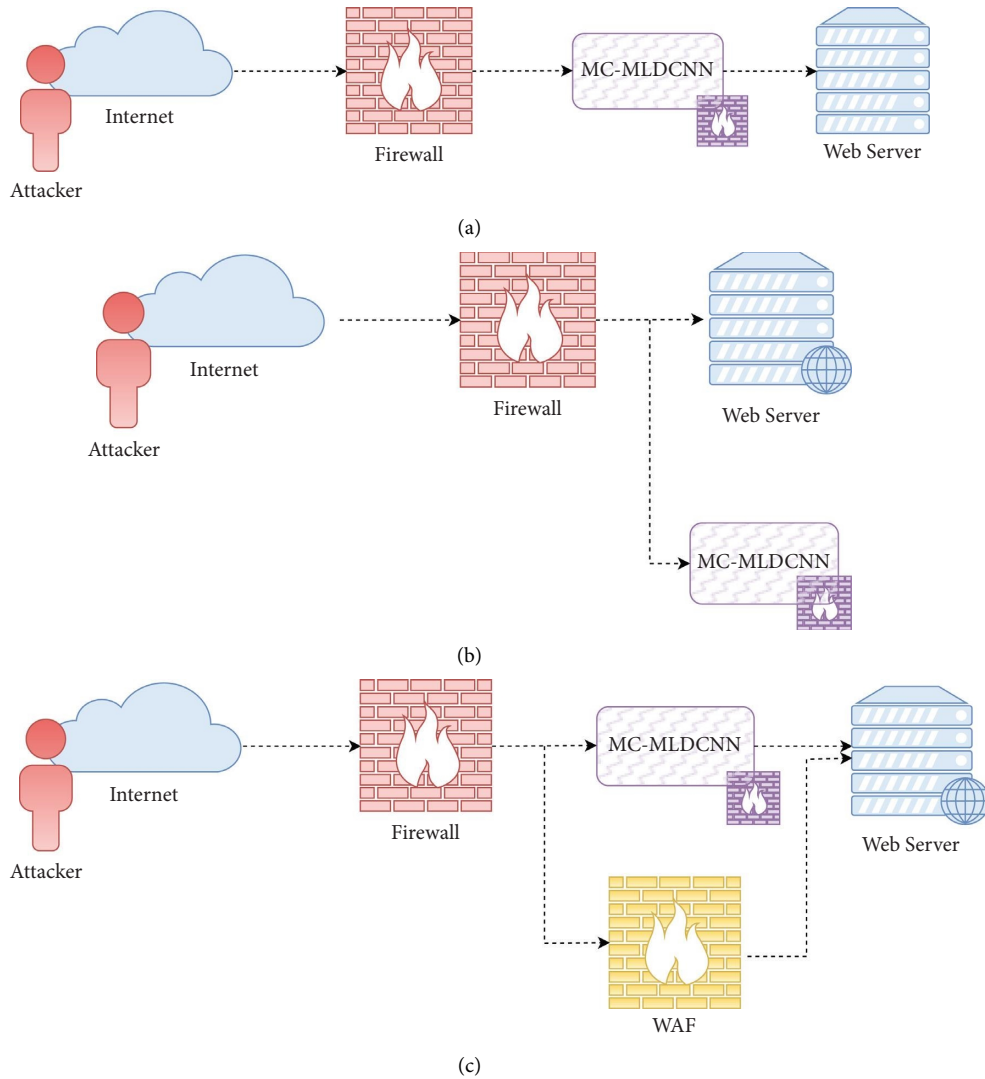 MC-MLDCNN
Internet
Firewall
Web Server
Attacker
(a)
Internet
Firewall
Web Server
Attacker
MC-MLDCNN
(b)
MC-MLDCNN
Internet
Firewall
Web Server
Attacker
WAF
(c)